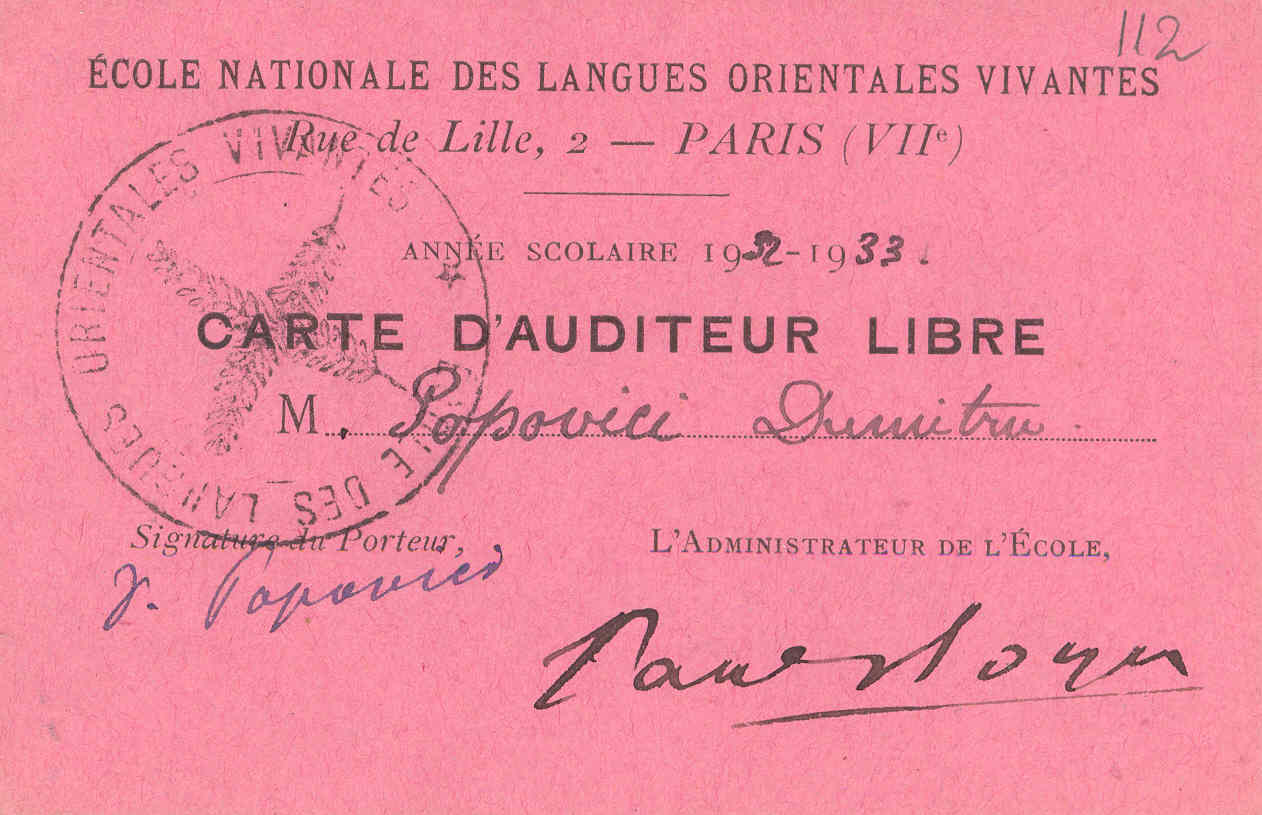 112
ÉCOLE NATIONALE DES LANGUES ORIENTALES VIVANTES
Rue de Lille, 2 — PARIS (VIIe)
ANNÉE SCOLAIRE 1932-1933.
CARTE D'AUDITEUR LIBRE
M. Popovici Dumitru
ÉCOLE DES LANGUES ORIENTALES VIVANTES
Signature du Porteur,
L'ADMINISTRATEUR DE L'ÉCOLE,
D. Popovici
Paul Boyer